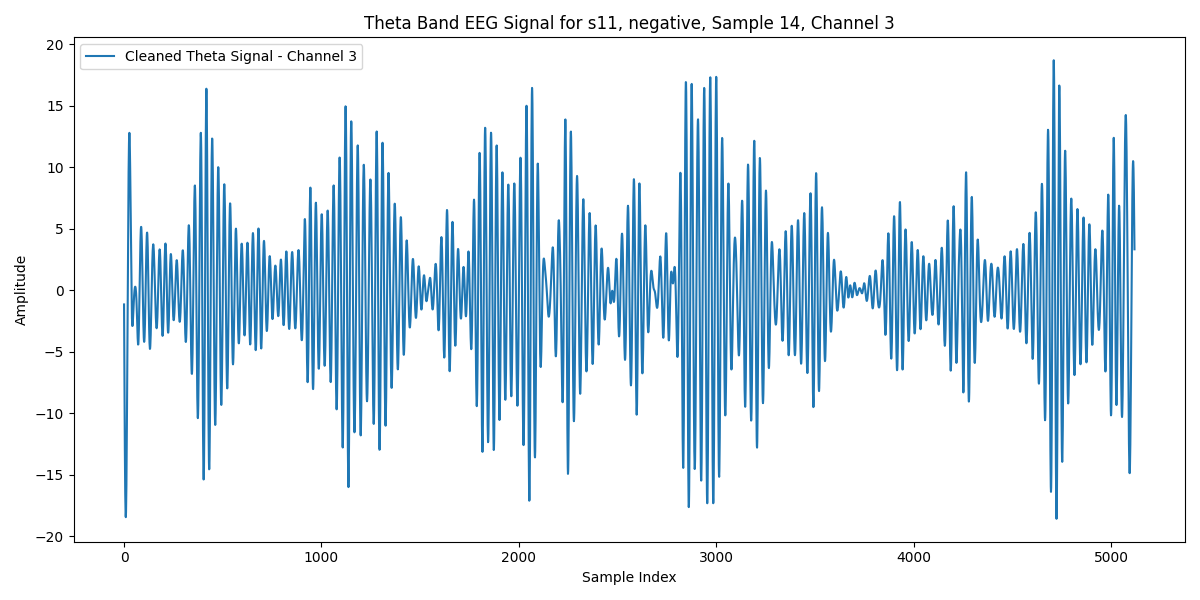 Theta Band EEG Signal for s11, negative, Sample 14, Channel 3
Cleaned Theta Signal - Channel 3
Amplitude
20
15
10
5
0
−5
−10
−15
−20
0 1000 2000 3000 4000 5000
Sample Index